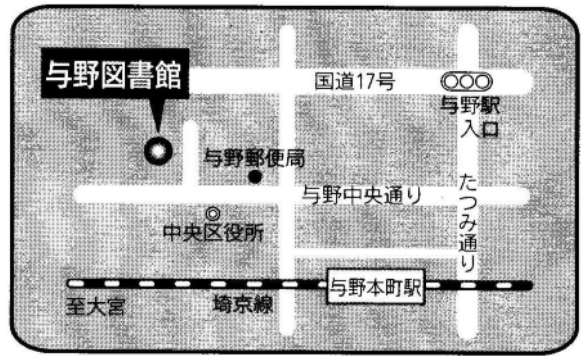 与野図書館
国道17号
与野駅
入口
与野郵便局
与野中央通り
たつみ通り
中央区役所
与野本町駅
至大宮
埼京線